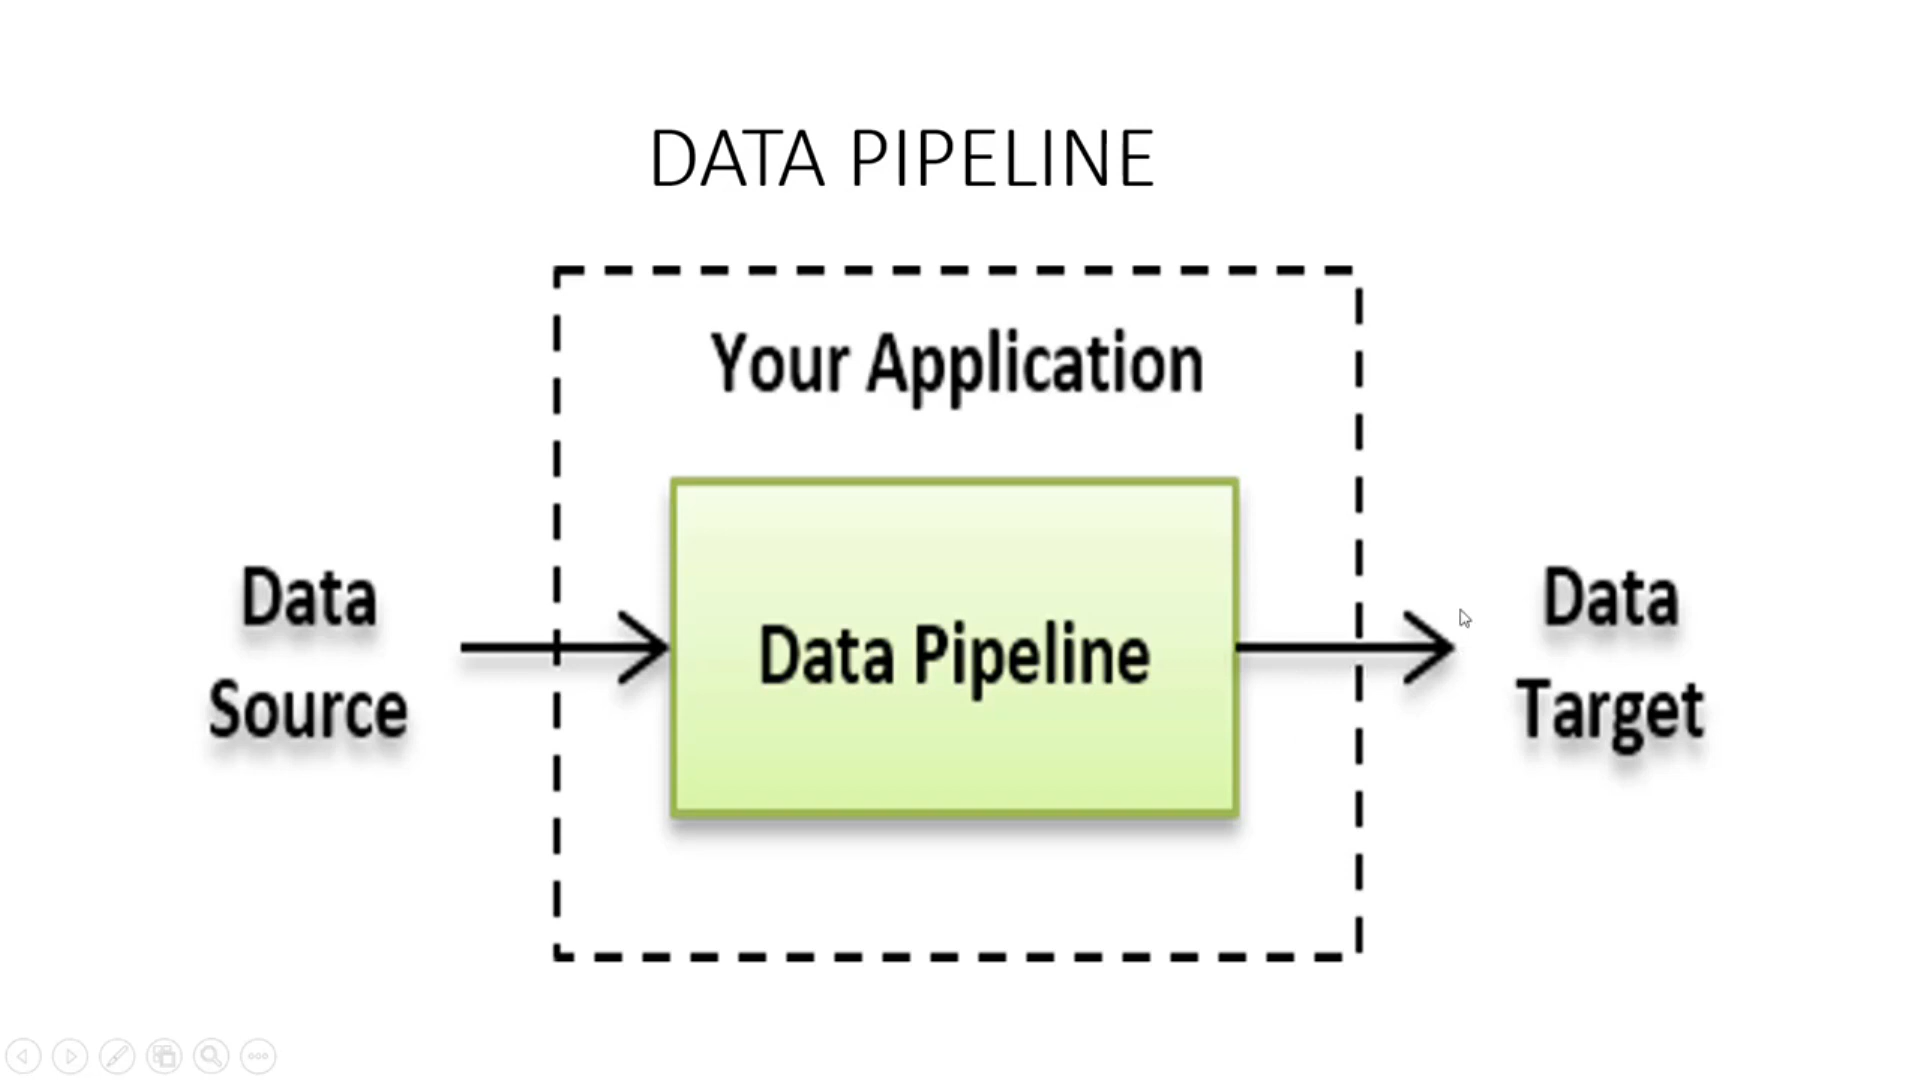 DATA PIPELINE
Your Application
Data
Source
Data Pipeline
Data
Target